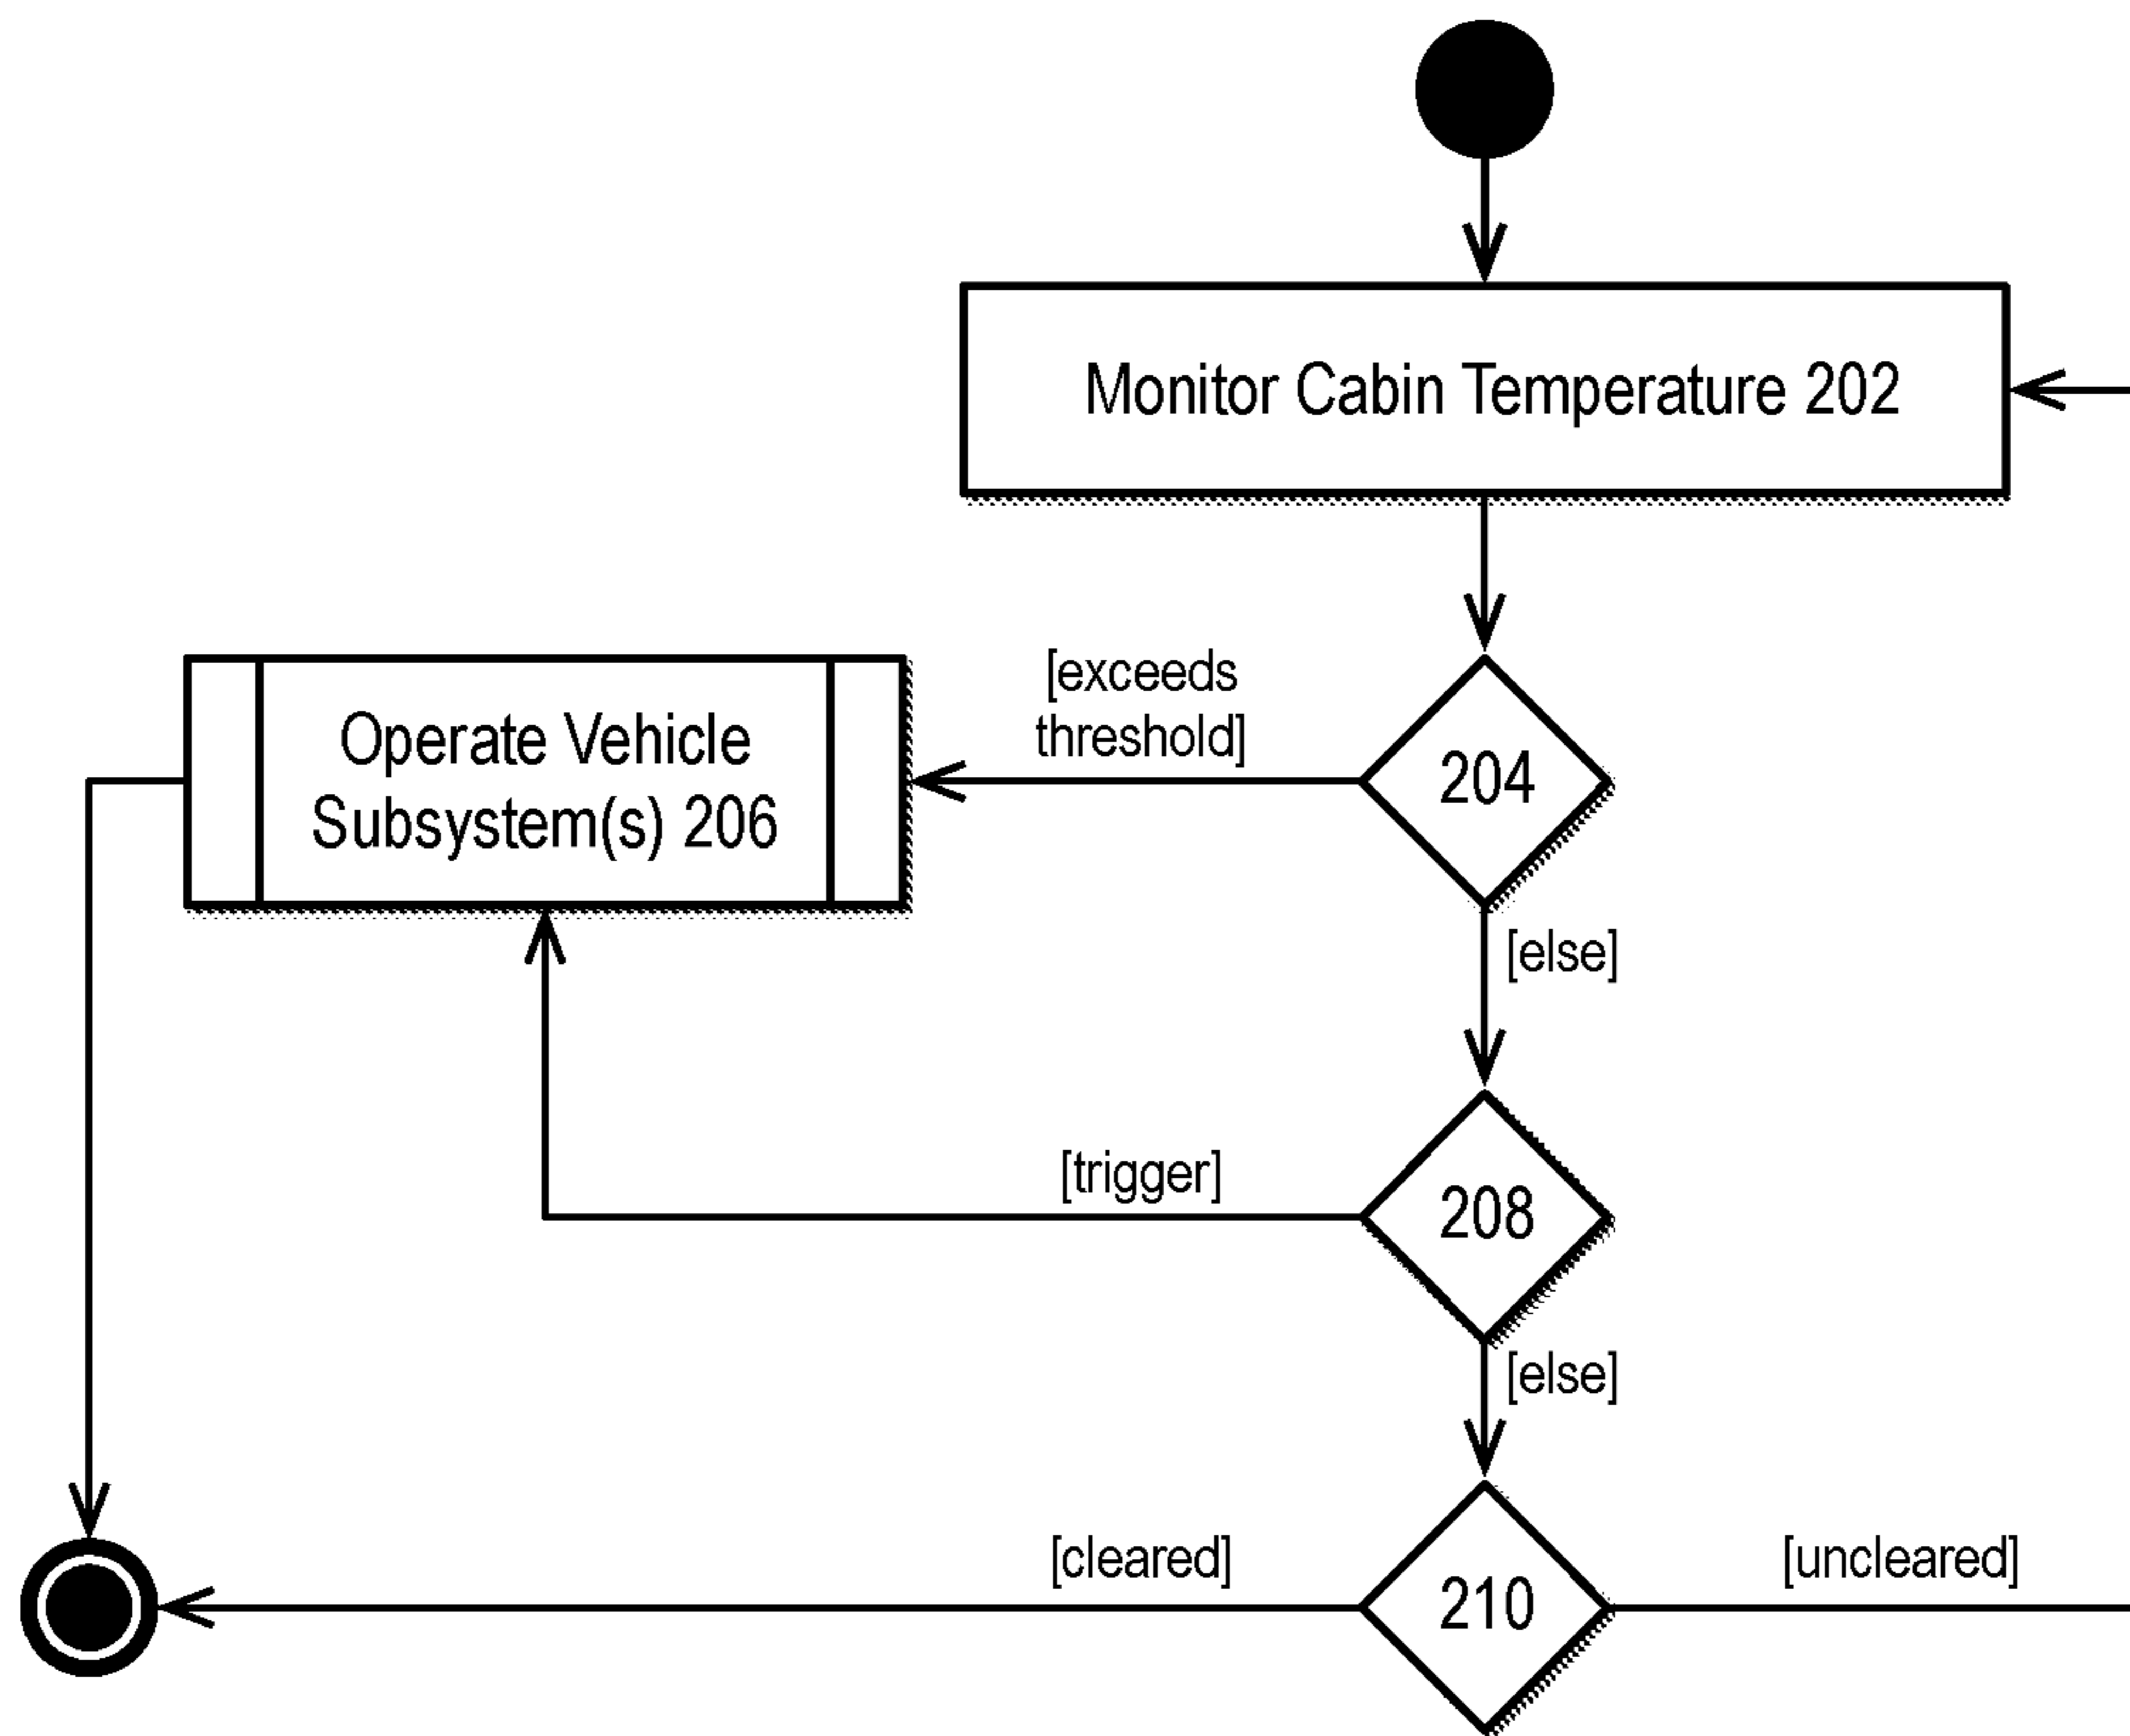 Monitor Cabin Temperature 202
[exceeds
threshold]
Operate Vehicle
Subsystem(s) 206
204
[else]
[trigger]
208
[else]
[cleared]
210
[uncleared]